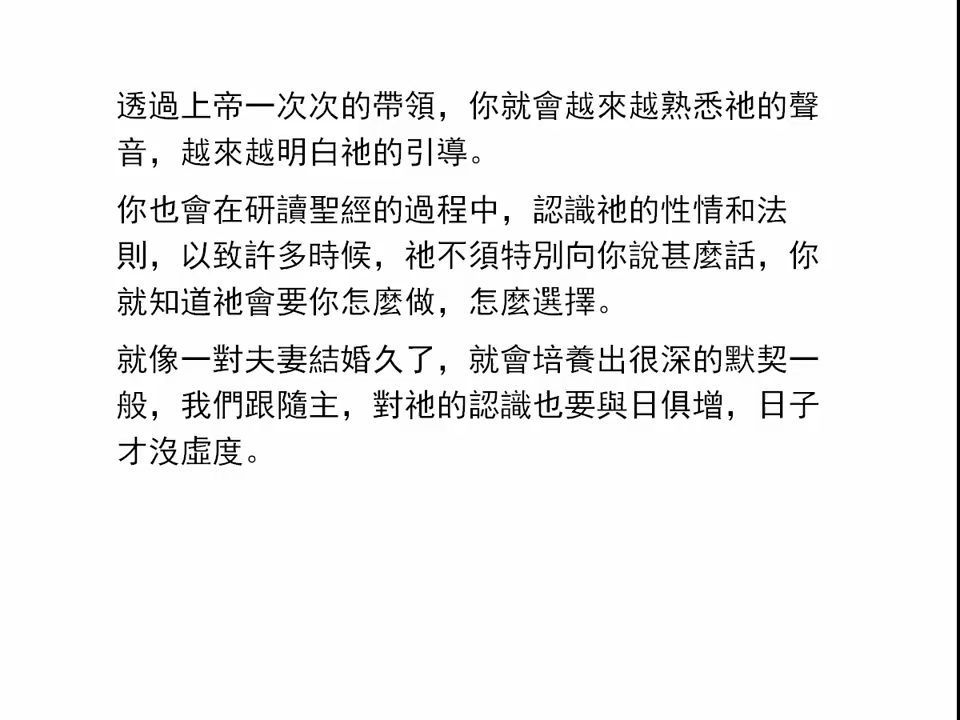 透過上帝一次次的帶領，你就會越來越熟悉祂的聲
音，越來越明白祂的引導。
你也會在研讀聖經的過程中，認識祂的性情和法
則，以致許多時候，祂不須特別向你說甚麼話，你
就知道祂會要你怎麼做，怎麼選擇。
就像一對夫妻結婚久了，就會培養出很深的默契一
般，我們跟隨主，對祂的認識也要與日俱增，日子
才沒虛度。